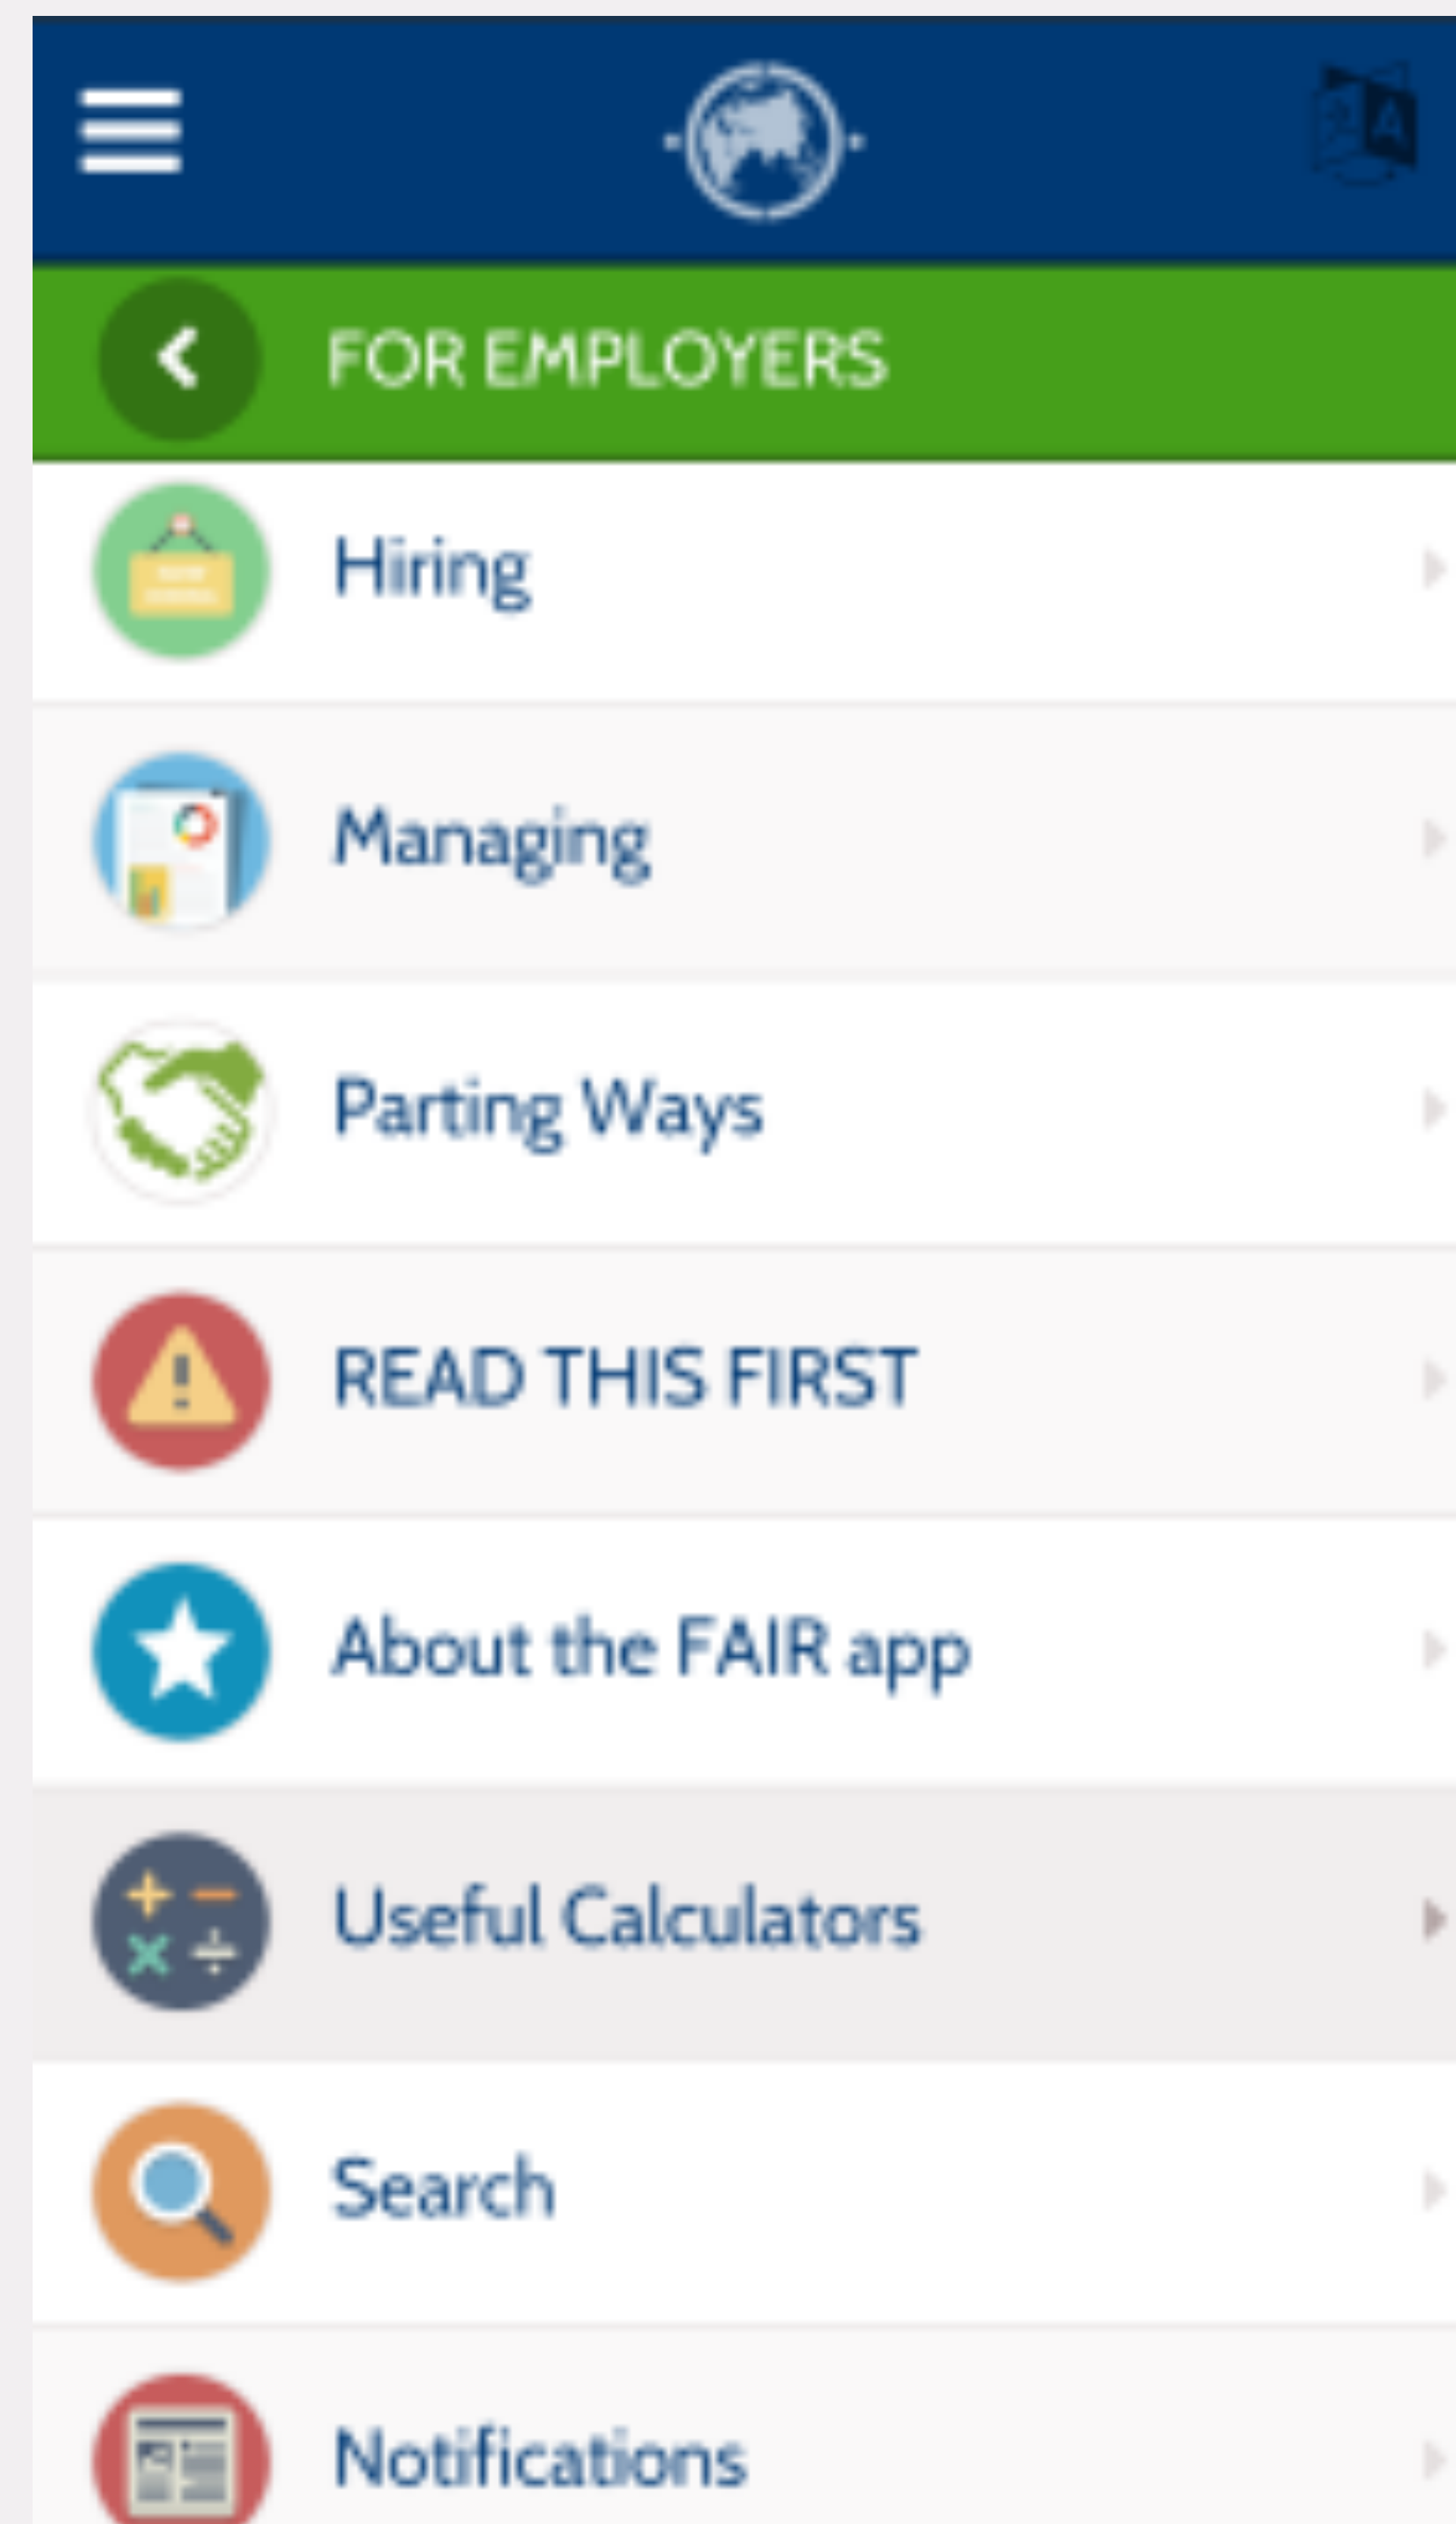 FOR EMPLOYERS
Hiring
Managing
Parting Ways
READ THIS FIRST
About the FAIR app
Useful Calculators
Search
Notifications